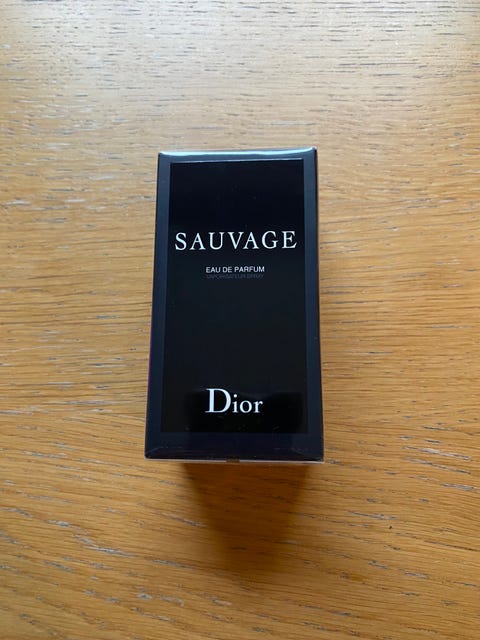 SAUVAGE
EAU DE PARFUM
VAPORISATEUR SPRAY
Dior